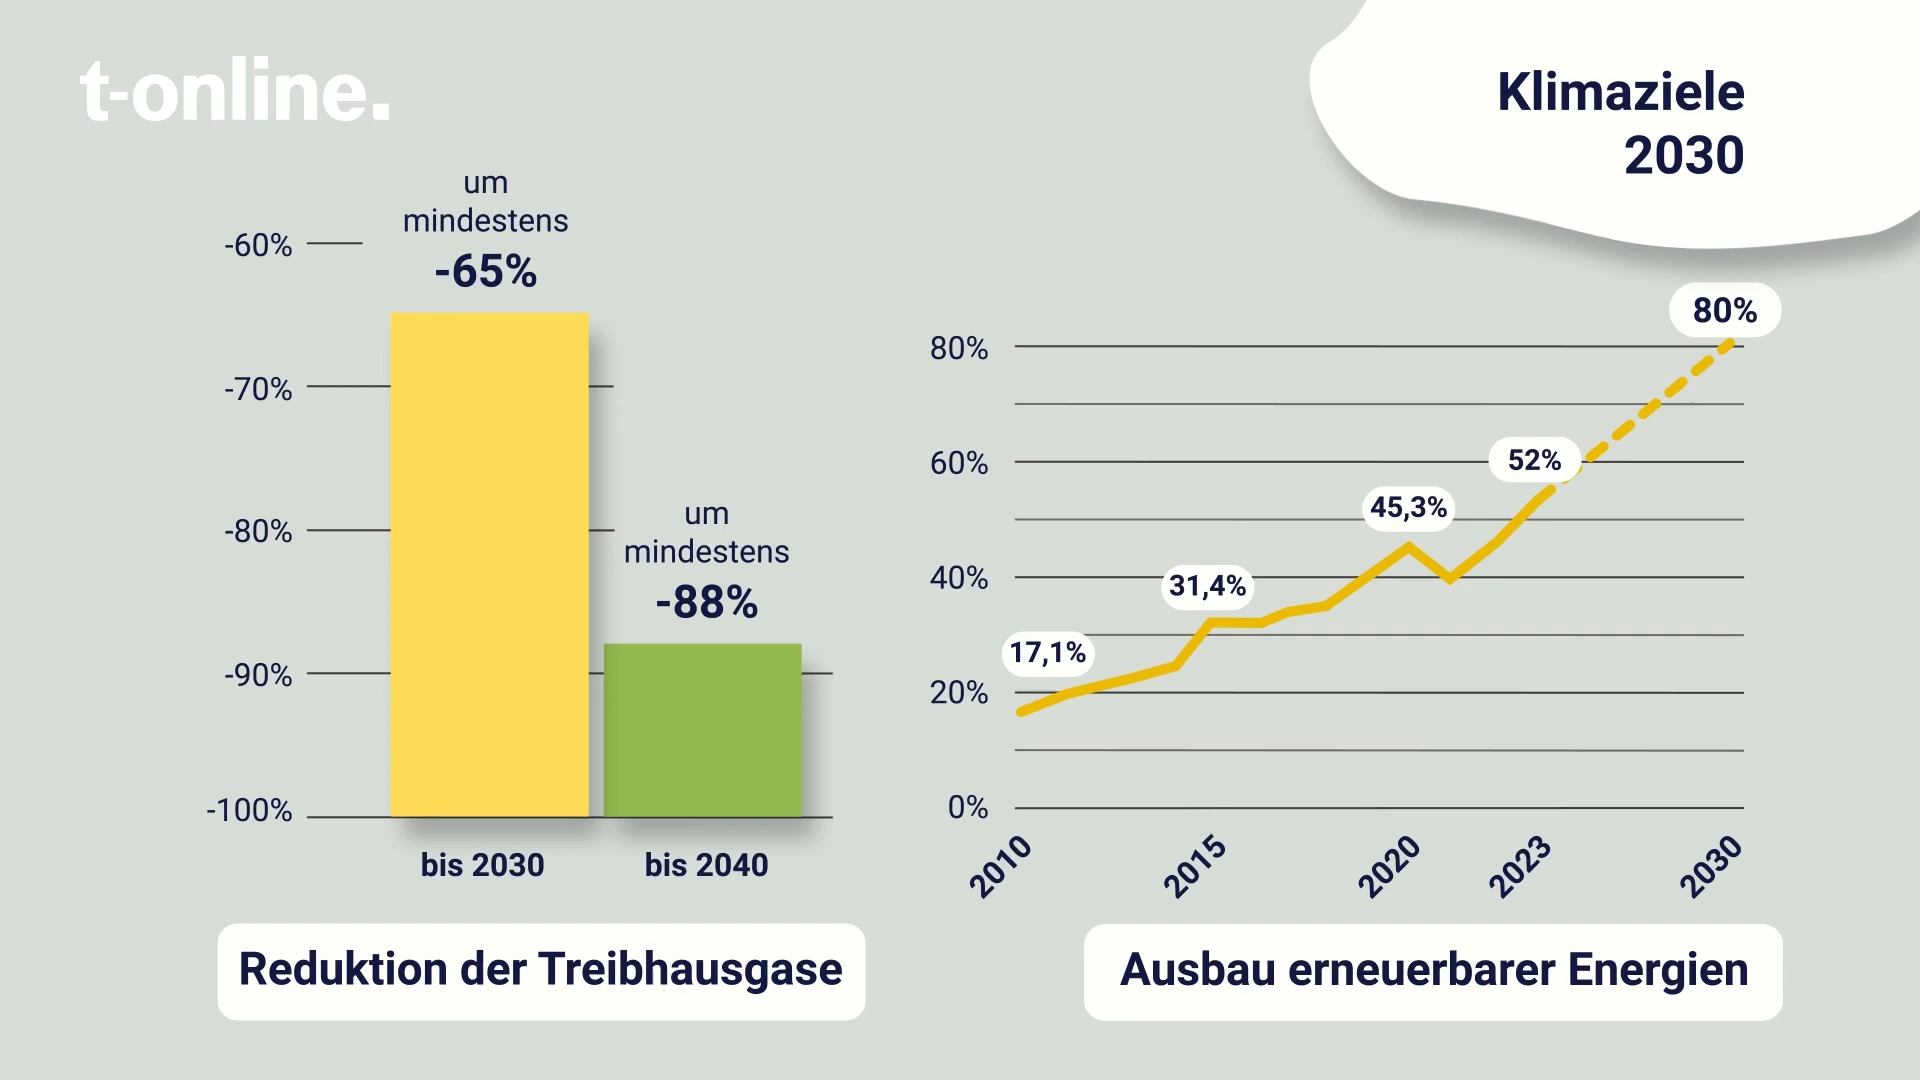 t-online.
Klimaziele
2030
um
mindestens
-65%
um
mindestens
-88%
-60%
-70%
-80%
-90%
-100%
bis 2030
bis 2040
Reduktion der Treibhausgase
80%
60%
40%
20%
0%
17,1%
31,4%
45,3%
52%
80%
2010
2015
2020
2023
2030
Ausbau erneuerbarer Energien